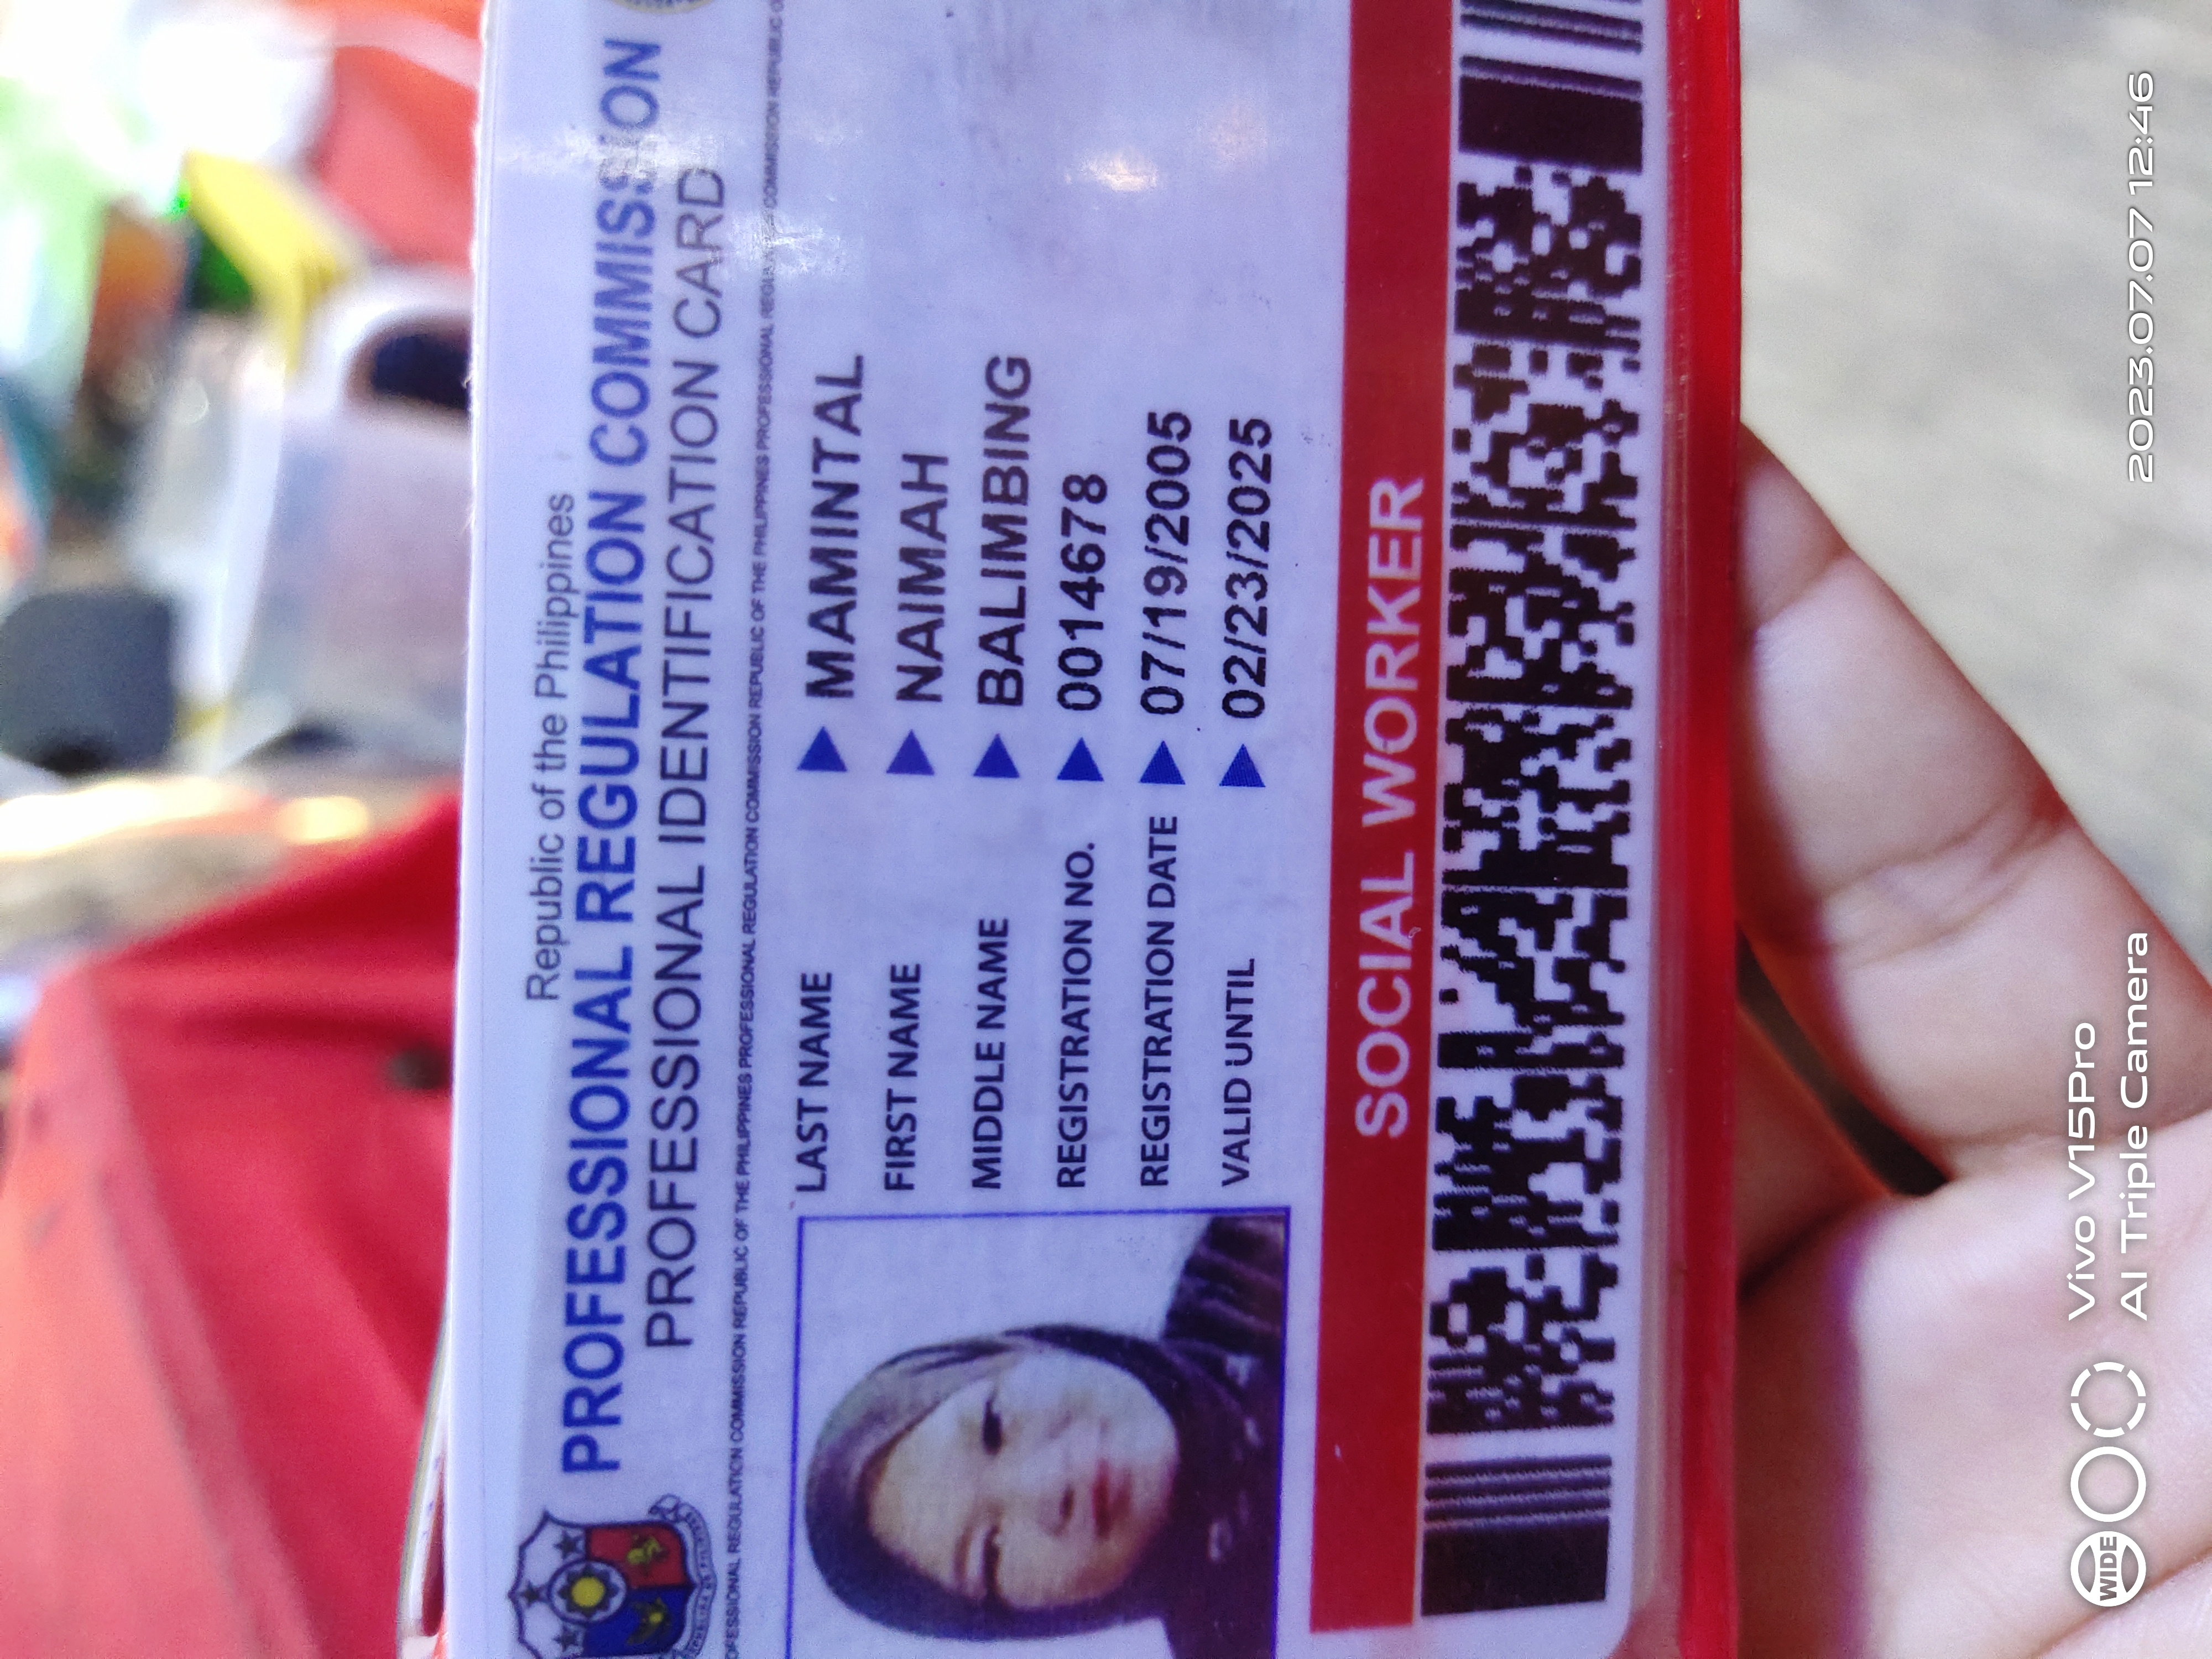 Republic of the Philippines
PROFESSIONAL REGULATION COMMISSION
PROFESSIONAL IDENTIFICATION CARD
OFESSIONAL REGULATION COMMISSION REPUBLIC OF THE PHILIPPINES PROFESSIONAL REGULATION COMMISSION REPUBLIC OF THE PHILIPPINES PROFESSIONAL REGULATION COMMISSION REPUBLIC O
LAST NAME MAMINTAL
FIRST NAME NAIMAH
MIDDLE NAME BALIMBING
REGISTRATION NO. 0014678
REGISTRATION DATE 07/19/2005
VALID UNTIL 02/23/2025
SOCIAL WORKER
WIDE
Vivo V15Pro
AI Triple Camera
2023.07.07 12:46